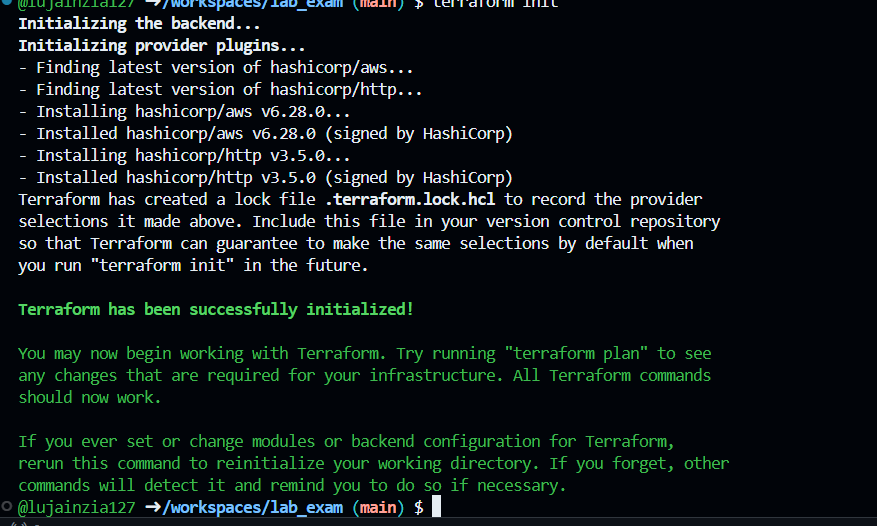 @lujainzia127 ➜/workspaces/lab_exam (main) $ terraform init
Initializing the backend...
Initializing provider plugins...
- Finding latest version of hashicorp/aws...
- Finding latest version of hashicorp/http...
- Installing hashicorp/aws v6.28.0...
- Installed hashicorp/aws v6.28.0 (signed by HashiCorp)
- Installing hashicorp/http v3.5.0...
- Installed hashicorp/http v3.5.0 (signed by HashiCorp)
Terraform has created a lock file .terraform.lock.hcl to record the provider
selections it made above. Include this file in your version control repository
so that Terraform can guarantee to make the same selections by default when
you run "terraform init" in the future.
Terraform has been successfully initialized!
You may now begin working with Terraform. Try running "terraform plan" to see
any changes that are required for your infrastructure. All Terraform commands
should now work.
If you ever set or change modules or backend configuration for Terraform,
rerun this command to reinitialize your working directory. If you forget, other
commands will detect it and remind you to do so if necessary.
@lujainzia127 ➜/workspaces/lab_exam (main) $